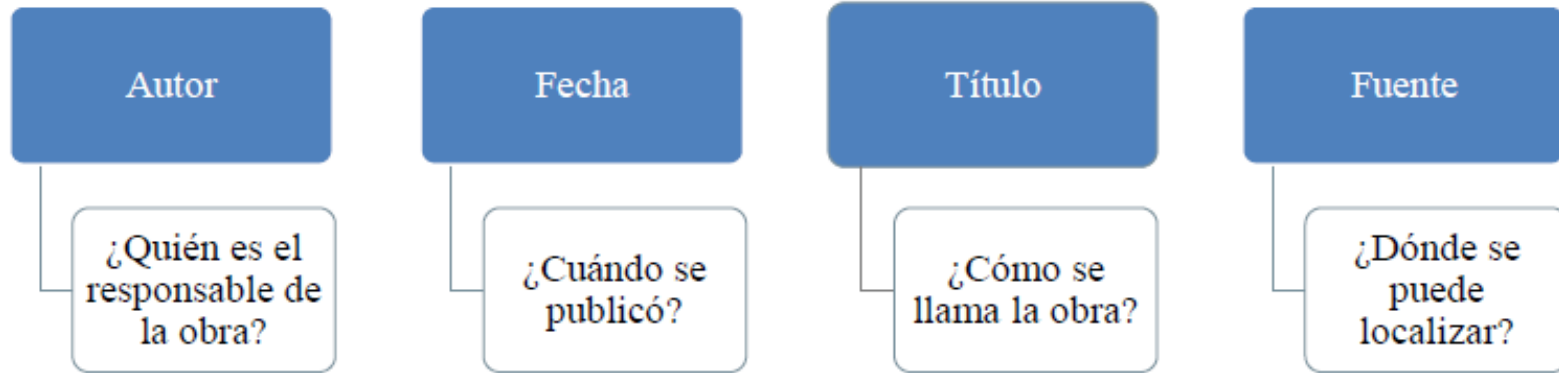 Autor
¿Quién es el
responsable de
la obra?
Fecha
¿Cuándo se
publicó?
Título
¿Cómo se
llama la obra?
Fuente
¿Dónde se
puede
localizar?